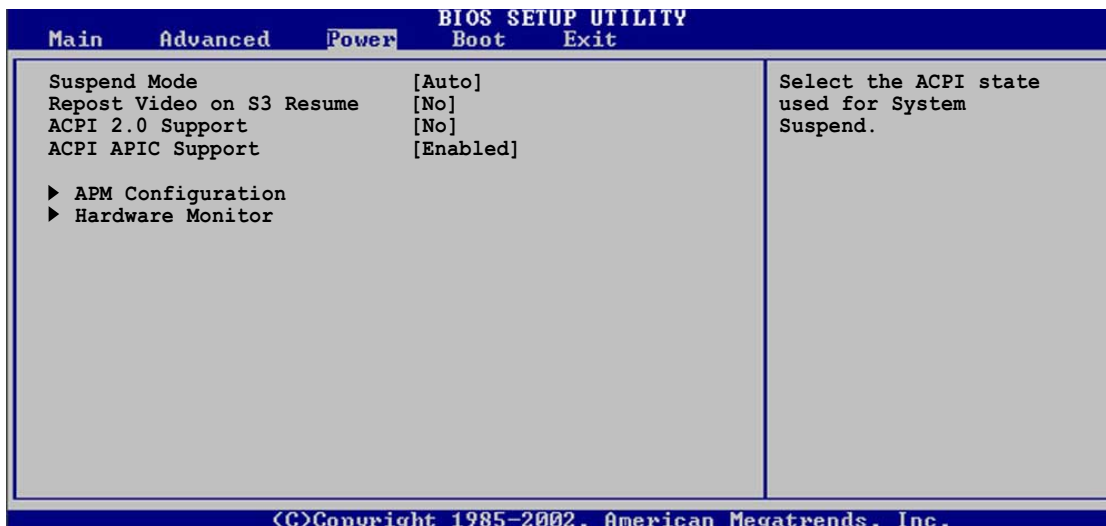 BIOS SETUP UTILITY
Main Advanced Power Boot Exit
Suspend Mode [Auto]
Repost Video on S3 Resume [No]
ACPI 2.0 Support [No]
ACPI APIC Support [Enabled]
APM Configuration
Hardware Monitor
Select the ACPI state
used for System
Suspend.
(C)Copyright 1985-2002, American Megatrends, Inc.